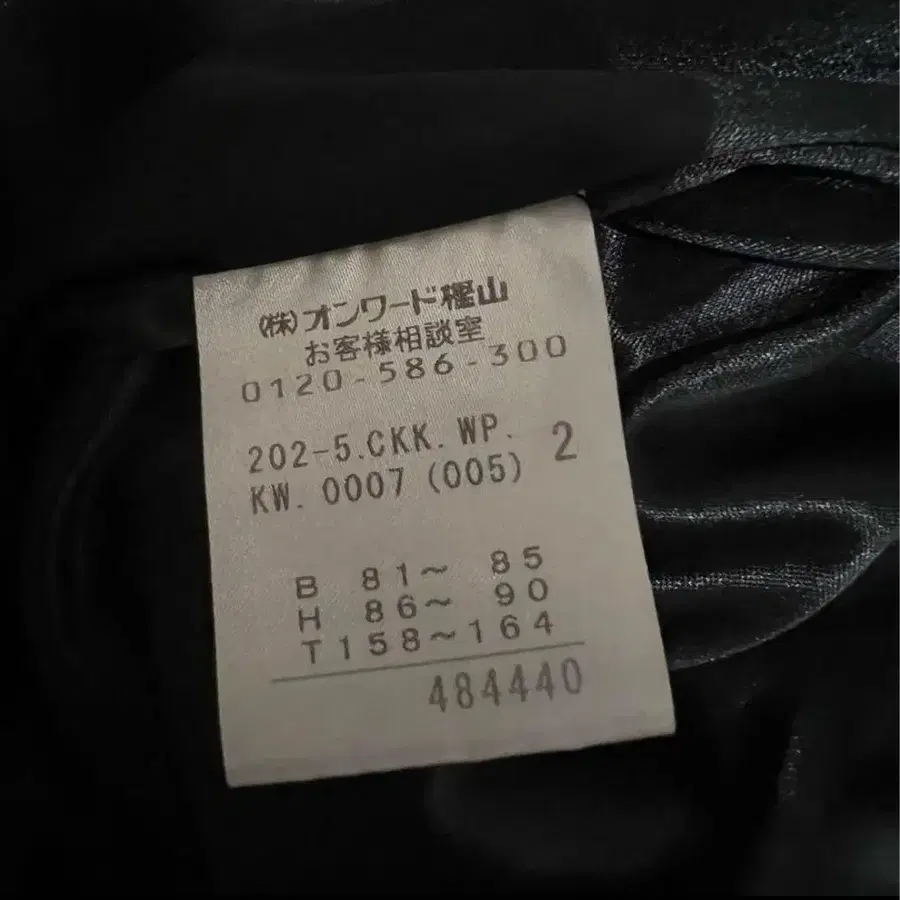 (株)オンワード樫山
お客様相談室
0120-586-300
202-5.CKK.WP. 2
KW.0007(005)
B 81～ 85
H 86～ 90
T158～164
484440